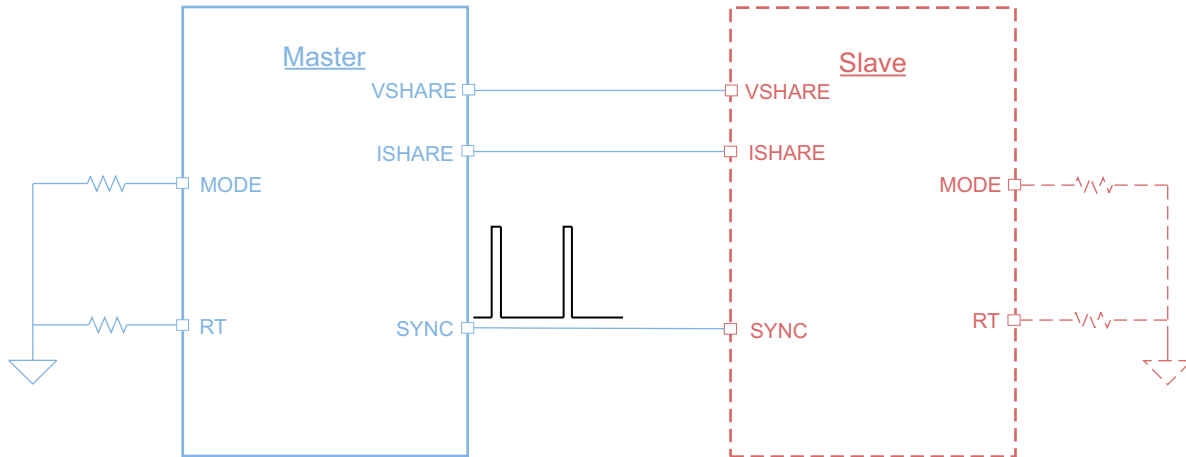 Master
Slave
VSHARE
VSHARE
ISHARE
ISHARE
MODE
MODE
RT
RT
SYNC
SYNC